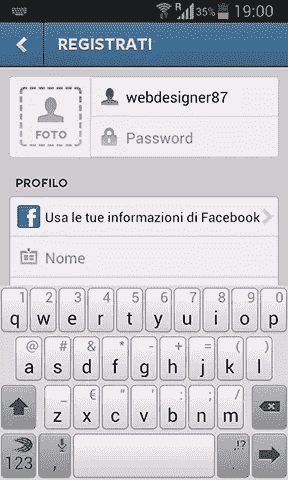 R 35% 19:00
REGISTRATI
webdesigner87
FOTO
Password
PROFILO
f Usa le tue informazioni di Facebook
Nome
1 2 3 4 5 6 7 8 9 0
q w e r t y u i o p
@ # & * - + = ( )
a s d f g h j k l
_ € " ' : ; /
z x c v b n m
123 , .,!?
.